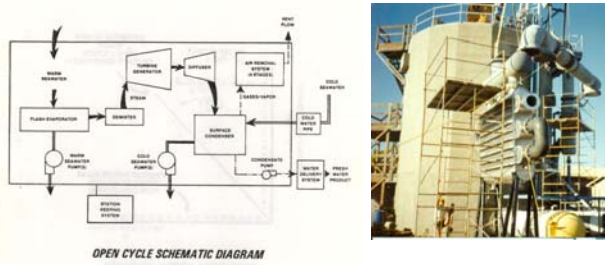 VENT
FLOW
WARM
SEAWATER
TURBINE
GENERATOR
DIFFUSER
AIR REMOVAL
SYSTEM
(4 STAGES)
COLD
SEAWATER
STEAM
GASES/VAPOR
FLASH EVAPORATOR
DEMISTER
SURFACE
CONDENSER
COLD
WATER
PIPE
WARM
SEAWATER
PUMP(S)
COLD
SEAWATER
PUMP(S)
CONDENSATE
PUMP
WATER
DELIVERY
SYSTEM
FRESH
WATER
PRODUCT
STATION
KEEPING
SYSTEM
OPEN CYCLE SCHEMATIC DIAGRAM